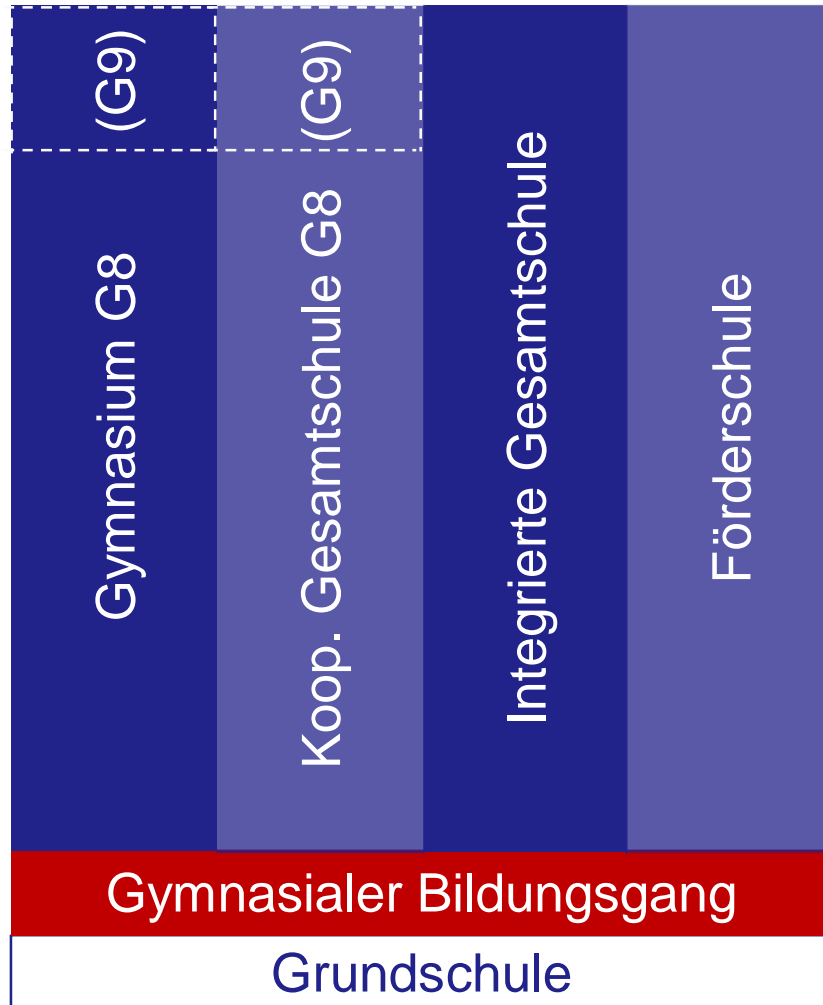 (G9)
Gymnasium G8
(G9)
Koop. Gesamtschule G8
Integrierte Gesamtschule
Förderschule
Gymnasialer Bildungsgang
Grundschule